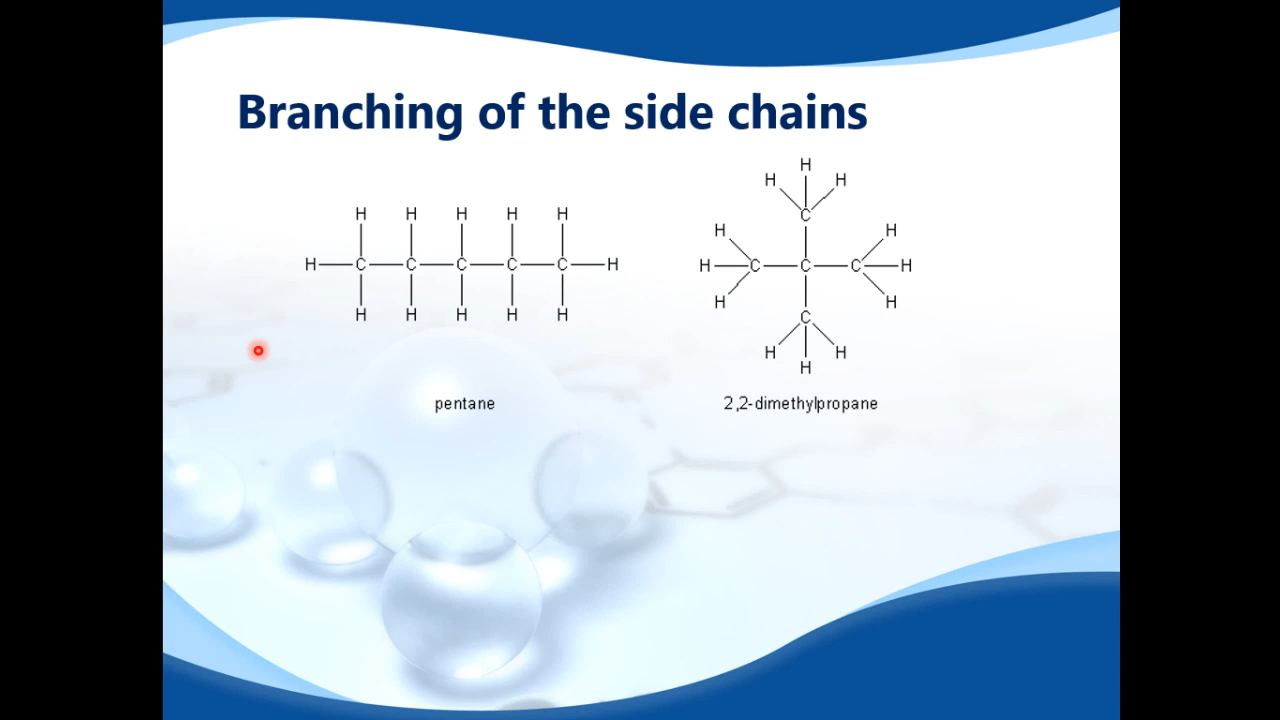 Branching of the side chains
H
H H
H H H H H
H H
H C C C C C H
C
H C C C H
H H
H H H H H
C
H H
H
pentane 2,2-dimethylpropane